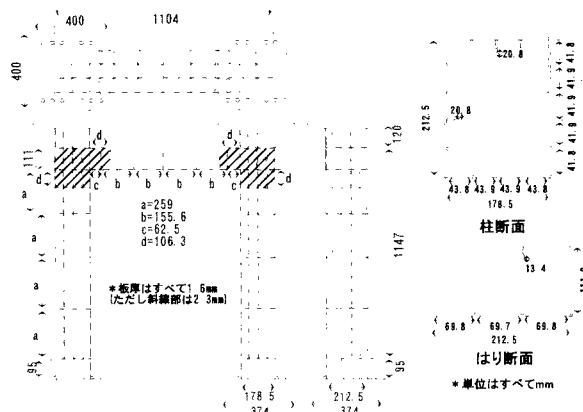 400
1104
400
d
d
111
d
a
c
b
b
b
b
c
d
120
a=259
b=155.6
c=62.5
d=106.3
a
a
a
1147
*板厚はすべて1.6mm
(ただし斜線部は2.3mm)
95
95
178.5
374
212.5
374
20.8
20.8
212.5
41.8
41.9
41.9
41.9
41.8
43.8
43.9
43.9
43.8
178.5
柱断面
13.4
69.8
69.7
69.8
212.5
はり断面
*単位はすべてmm